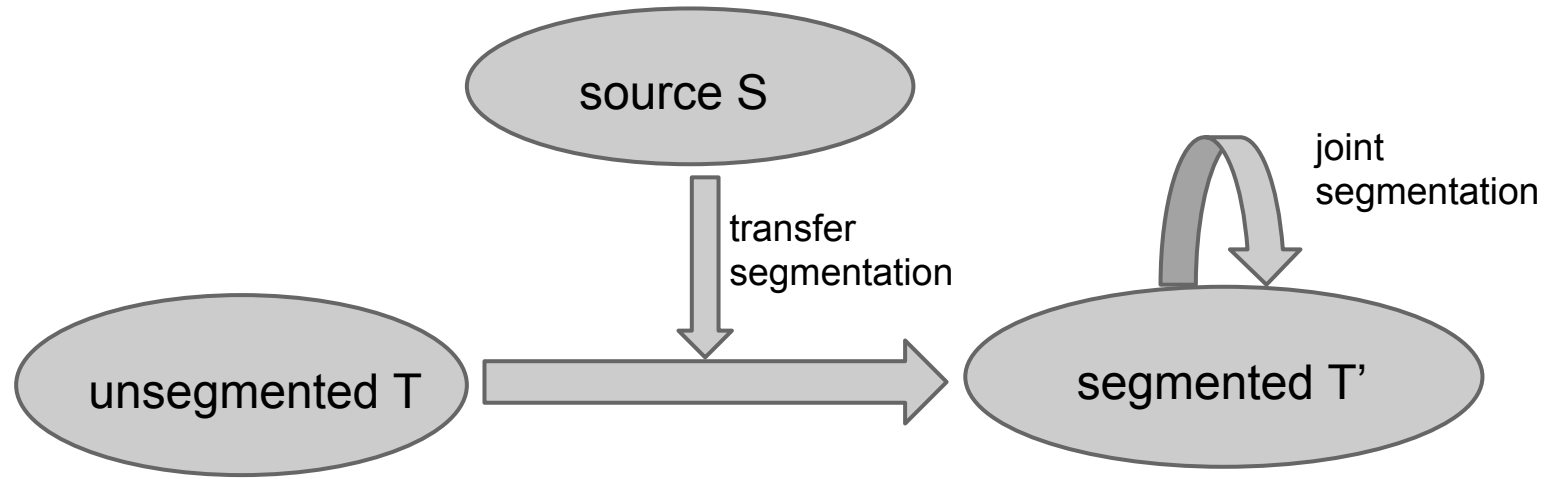 source S
joint
segmentation
transfer
segmentation
unsegmented T
segmented T’